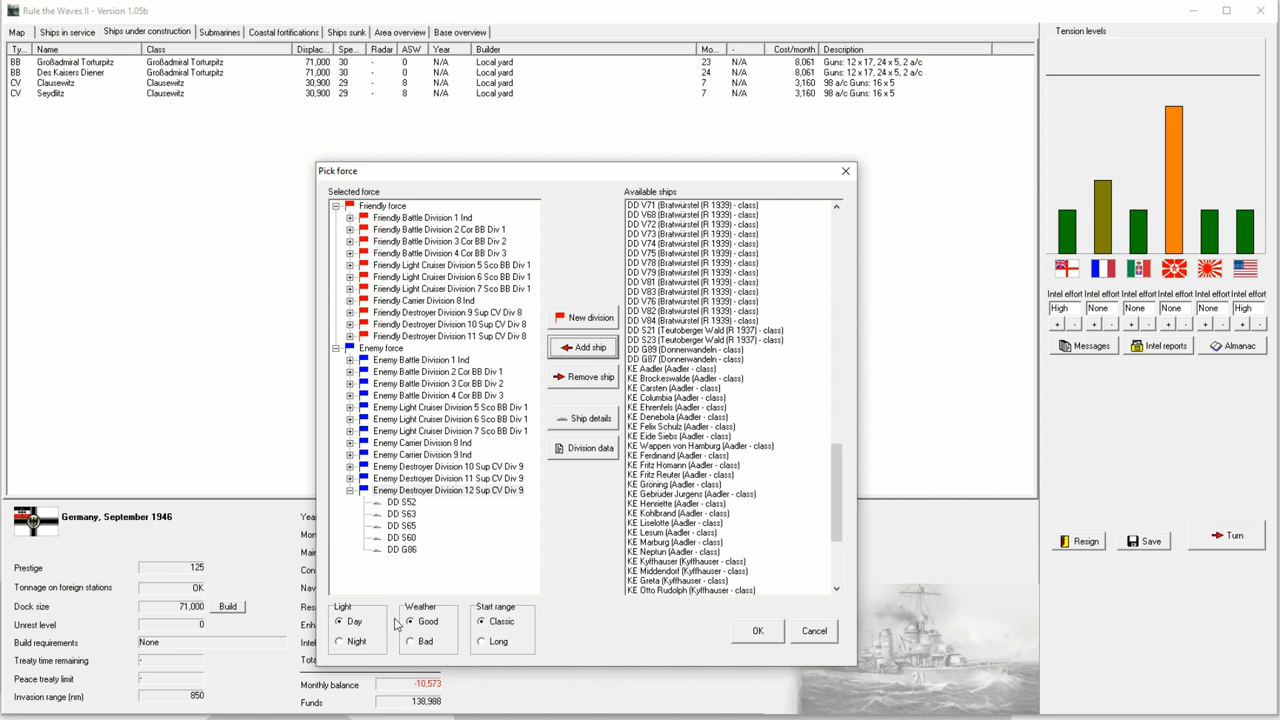 Rule the Waves II - Version 1.05b
Map Ships in service Ships under construction Submarines Coastal fortifications Ships sunk Area overview Base overview
Ty... Name Class Displac... Spe... Radar ASW Year Builder Mo... - Cost/month Description
BB Großadmiral Torturpitz Großadmiral Torturpitz 71,000 30 - 0 N/A Local yard 23 N/A 8,061 Guns: 12 x 17, 24 x 5, 2 a/c
BB Des Kaisers Diener Großadmiral Torturpitz 71,000 30 - 0 N/A Local yard 24 N/A 8,061 Guns: 12 x 17, 24 x 5, 2 a/c
CV Clausewitz Clausewitz 30,900 29 - 8 N/A Local yard 7 N/A 3,160 98 a/c Guns: 16 x 5
CV Seydlitz Clausewitz 30,900 29 - 8 N/A Local yard 7 N/A 3,160 98 a/c Guns: 16 x 5
Pick force
Selected force
Friendly force
Friendly Battle Division 1 Ind
Friendly Battle Division 2 Cor BB Div 1
Friendly Battle Division 3 Cor BB Div 2
Friendly Battle Division 4 Cor BB Div 3
Friendly Light Cruiser Division 5 Sco BB Div 1
Friendly Light Cruiser Division 6 Sco BB Div 1
Friendly Light Cruiser Division 7 Sco BB Div 1
Friendly Carrier Division 8 Ind
Friendly Destroyer Division 9 Sup CV Div 8
Friendly Destroyer Division 10 Sup CV Div 8
Friendly Destroyer Division 11 Sup CV Div 8
Enemy force
Enemy Battle Division 1 Ind
Enemy Battle Division 2 Cor BB Div 1
Enemy Battle Division 3 Cor BB Div 2
Enemy Battle Division 4 Cor BB Div 3
Enemy Light Cruiser Division 5 Sco BB Div 1
Enemy Light Cruiser Division 6 Sco BB Div 1
Enemy Light Cruiser Division 7 Sco BB Div 1
Enemy Carrier Division 8 Ind
Enemy Carrier Division 9 Ind
Enemy Destroyer Division 10 Sup CV Div 9
Enemy Destroyer Division 11 Sup CV Div 9
Enemy Destroyer Division 12 Sup CV Div 9
DD S52
DD S63
DD S65
DD S60
DD G86
New division
Add ship
Remove ship
Ship details
Division data
Available ships
DD V71 (Bratwürstel (R 1939) - class)
DD V68 (Bratwürstel (R 1939) - class)
DD V72 (Bratwürstel (R 1939) - class)
DD V73 (Bratwürstel (R 1939) - class)
DD V74 (Bratwürstel (R 1939) - class)
DD V75 (Bratwürstel (R 1939) - class)
DD V78 (Bratwürstel (R 1939) - class)
DD V79 (Bratwürstel (R 1939) - class)
DD V81 (Bratwürstel (R 1939) - class)
DD V83 (Bratwürstel (R 1939) - class)
DD V76 (Bratwürstel (R 1939) - class)
DD V82 (Bratwürstel (R 1939) - class)
DD V84 (Bratwürstel (R 1939) - class)
DD S21 (Teutoberger Wald (R 1937) - class)
DD S23 (Teutoberger Wald (R 1937) - class)
DD G89 (Donnerwandeln - class)
DD G87 (Donnerwandeln - class)
KE Aadler (Aadler - class)
KE Brockeswalde (Aadler - class)
KE Carsten (Aadler - class)
KE Columbia (Aadler - class)
KE Ehrenfels (Aadler - class)
KE Denebola (Aadler - class)
KE Felix Schulz (Aadler - class)
KE Eide Siebs (Aadler - class)
KE Wappen von Hamburg (Aadler - class)
KE Ferdinand (Aadler - class)
KE Fritz Homann (Aadler - class)
KE Fritz Reuter (Aadler - class)
KE Gröning (Aadler - class)
KE Gebrüder Jurgens (Aadler - class)
KE Henriette (Aadler - class)
KE Kohlbrand (Aadler - class)
KE Liselotte (Aadler - class)
KE Lesum (Aadler - class)
KE Marburg (Aadler - class)
KE Neptun (Aadler - class)
KE Kyffhauser (Kyffhauser - class)
KE Middendorf (Kyffhauser - class)
KE Greta (Kyffhauser - class)
KE Otto Rudolph (Kyffhauser - class)
Light
Day
Night
Weather
Good
Bad
Start range
Classic
Long
OK
Cancel
Tension levels
Intel effort Intel effort Intel effort Intel effort Intel effort Intel effort
High None None None None High
+ - + - + - + - + - + -
Messages Intel reports Almanac
Resign Save Turn
Germany, September 1946
Prestige 125
Tonnage on foreign stations OK
Dock size 71,000 Build
Unrest level 0
Build requirements None
Treaty time remaining -
Peace treaty limit -
Invasion range (nm) 850
Yea
Mon
Mair
Con
Nav
Res
Enh
Intel
Tota
Monthly balance -10,573
Funds 138,988